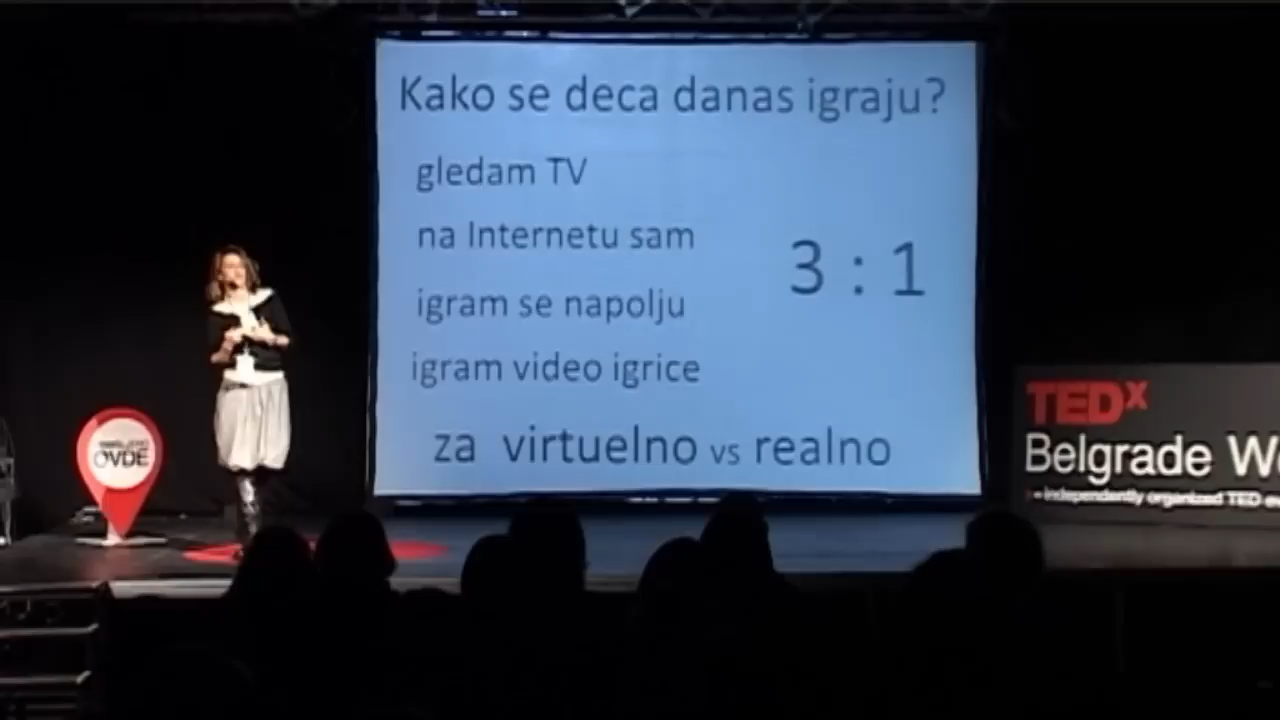 Kako se deca danas igraju?
gledam TV
na Internetu sam
igram se napolju
igram video igrice
3 : 1
za virtuelno vs realno
OVDE
TEDx
Belgrade
independently organized TED